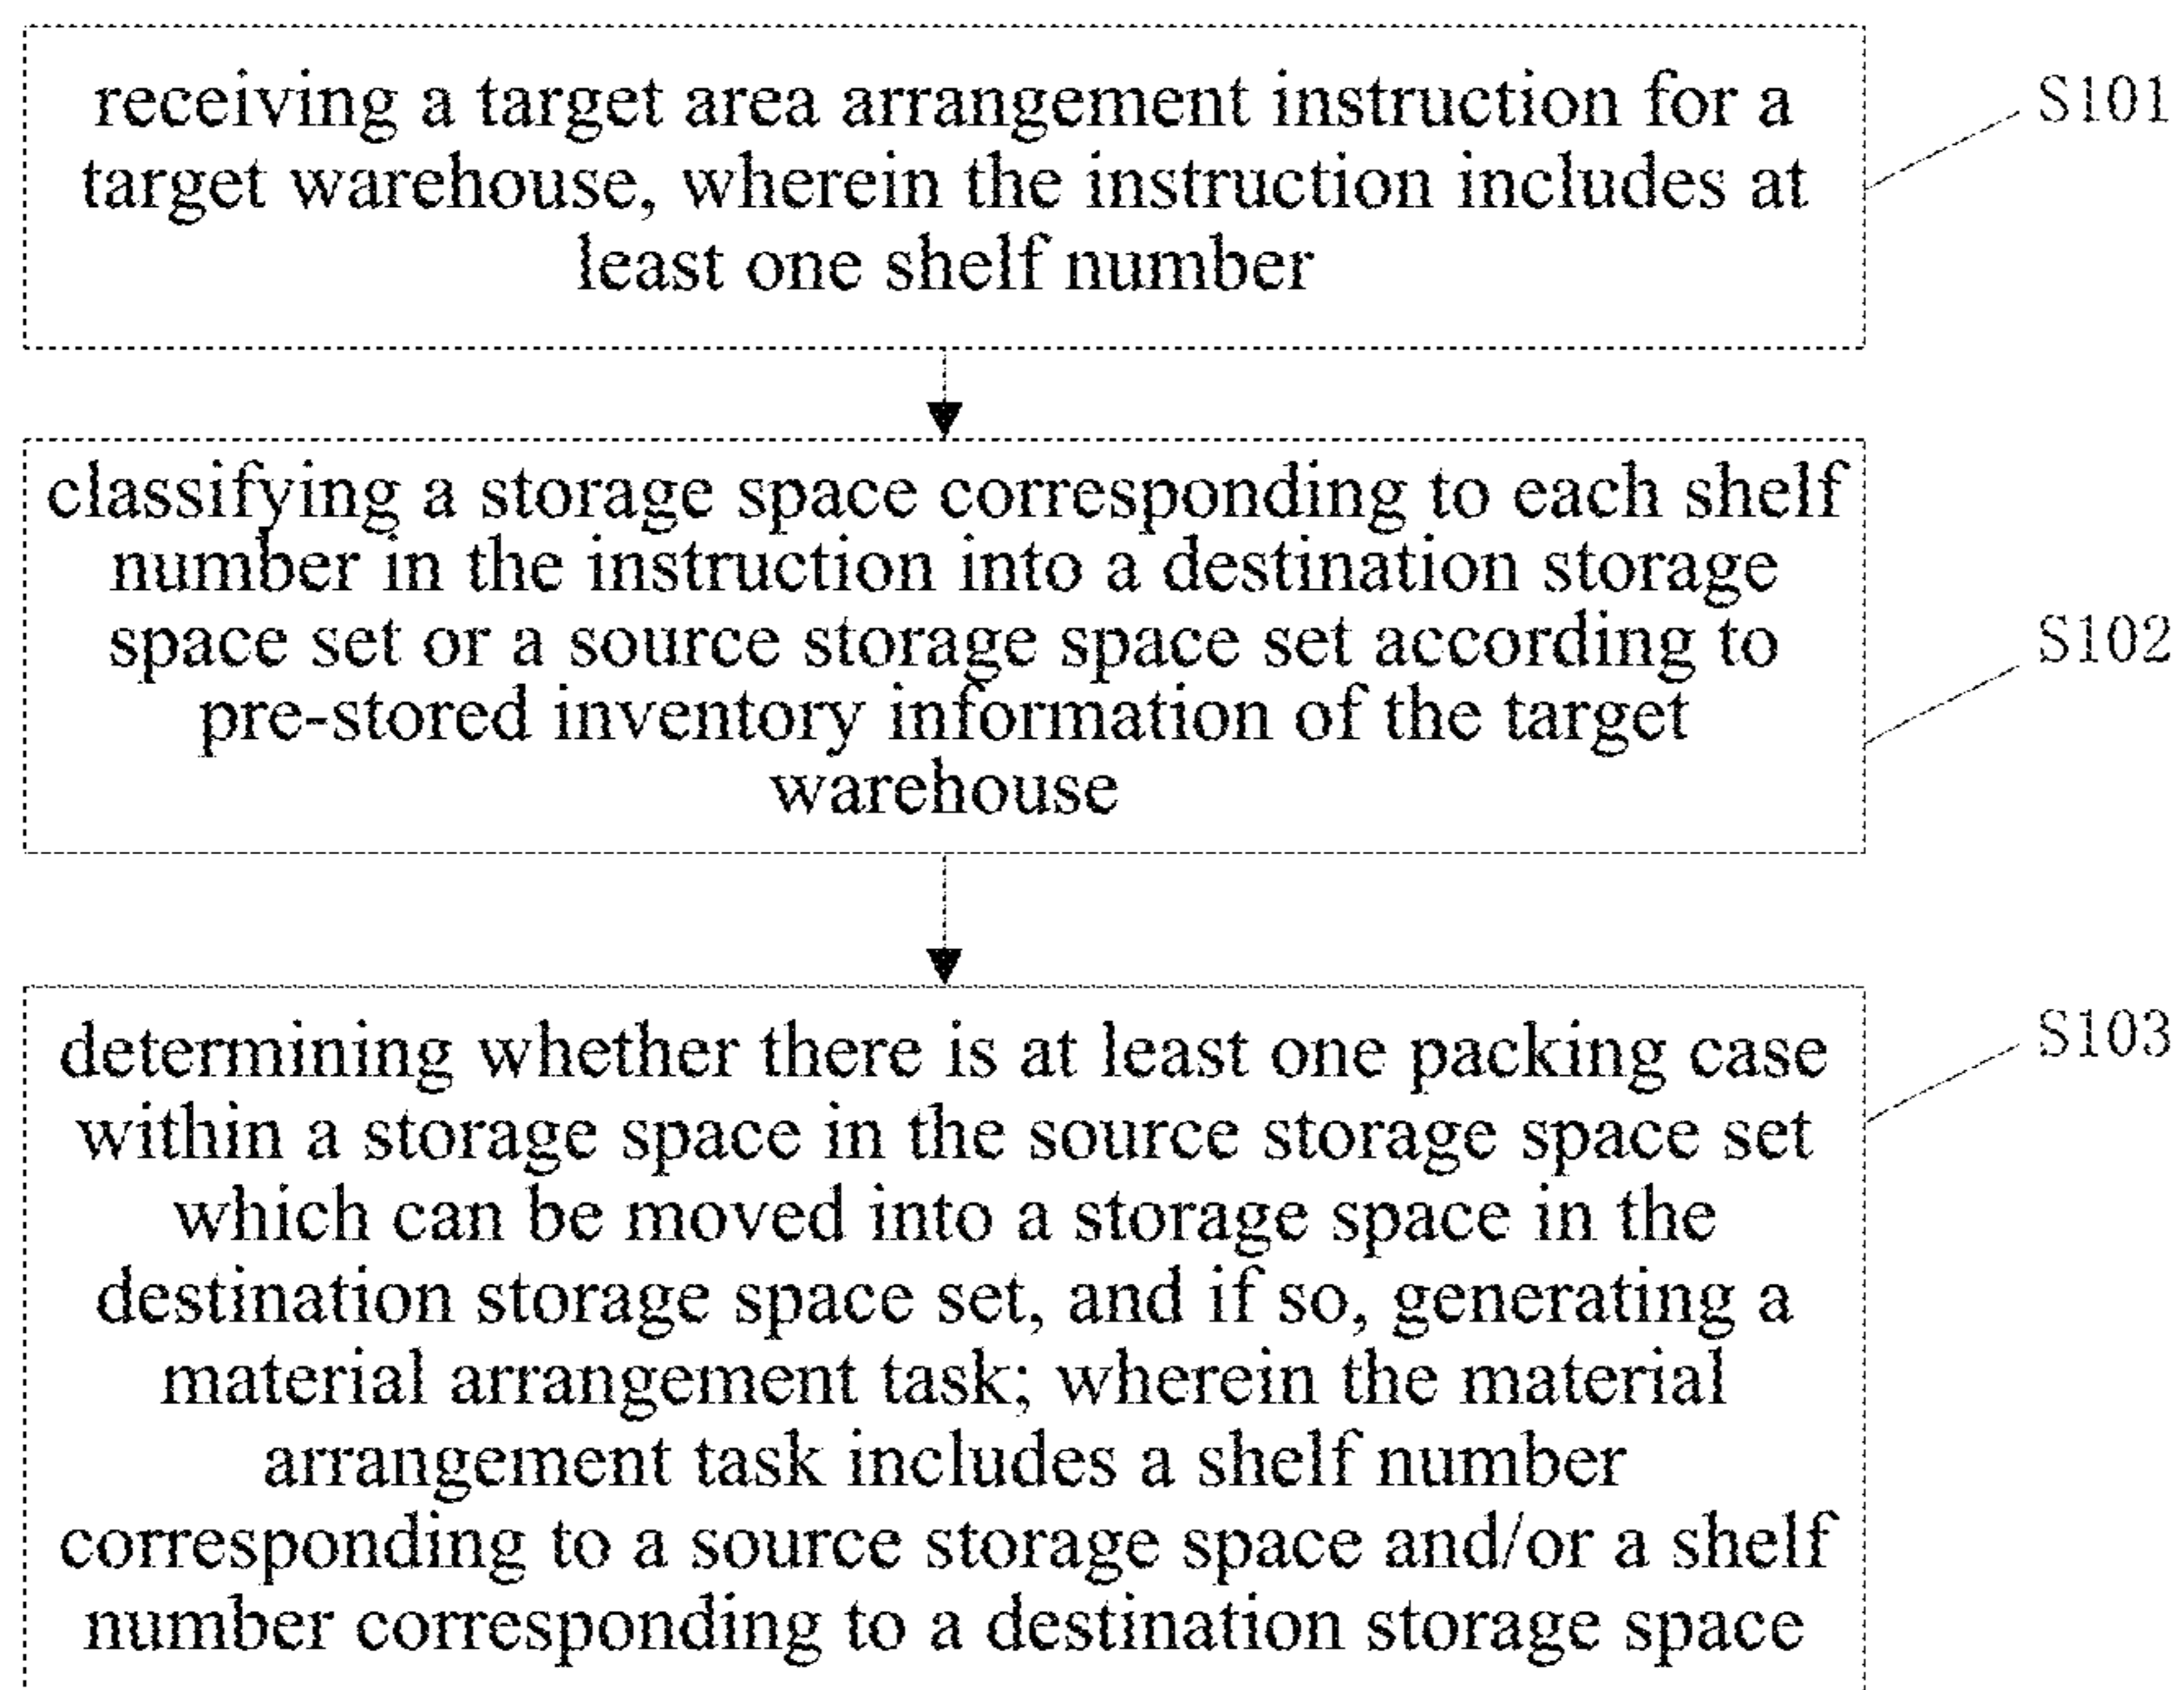 receiving a target area arrangement instruction for a
target warehouse, wherein the instruction includes at
least one shelf number
S101
classifying a storage space corresponding to each shelf
number in the instruction into a destination storage
space set or a source storage space set according to
pre-stored inventory information of the target
warehouse
S102
determining whether there is at least one packing case
within a storage space in the source storage space set
which can be moved into a storage space in the
destination storage space set, and if so, generating a
material arrangement task; wherein the material
arrangement task includes a shelf number
corresponding to a source storage space and/or a shelf
number corresponding to a destination storage space
S103